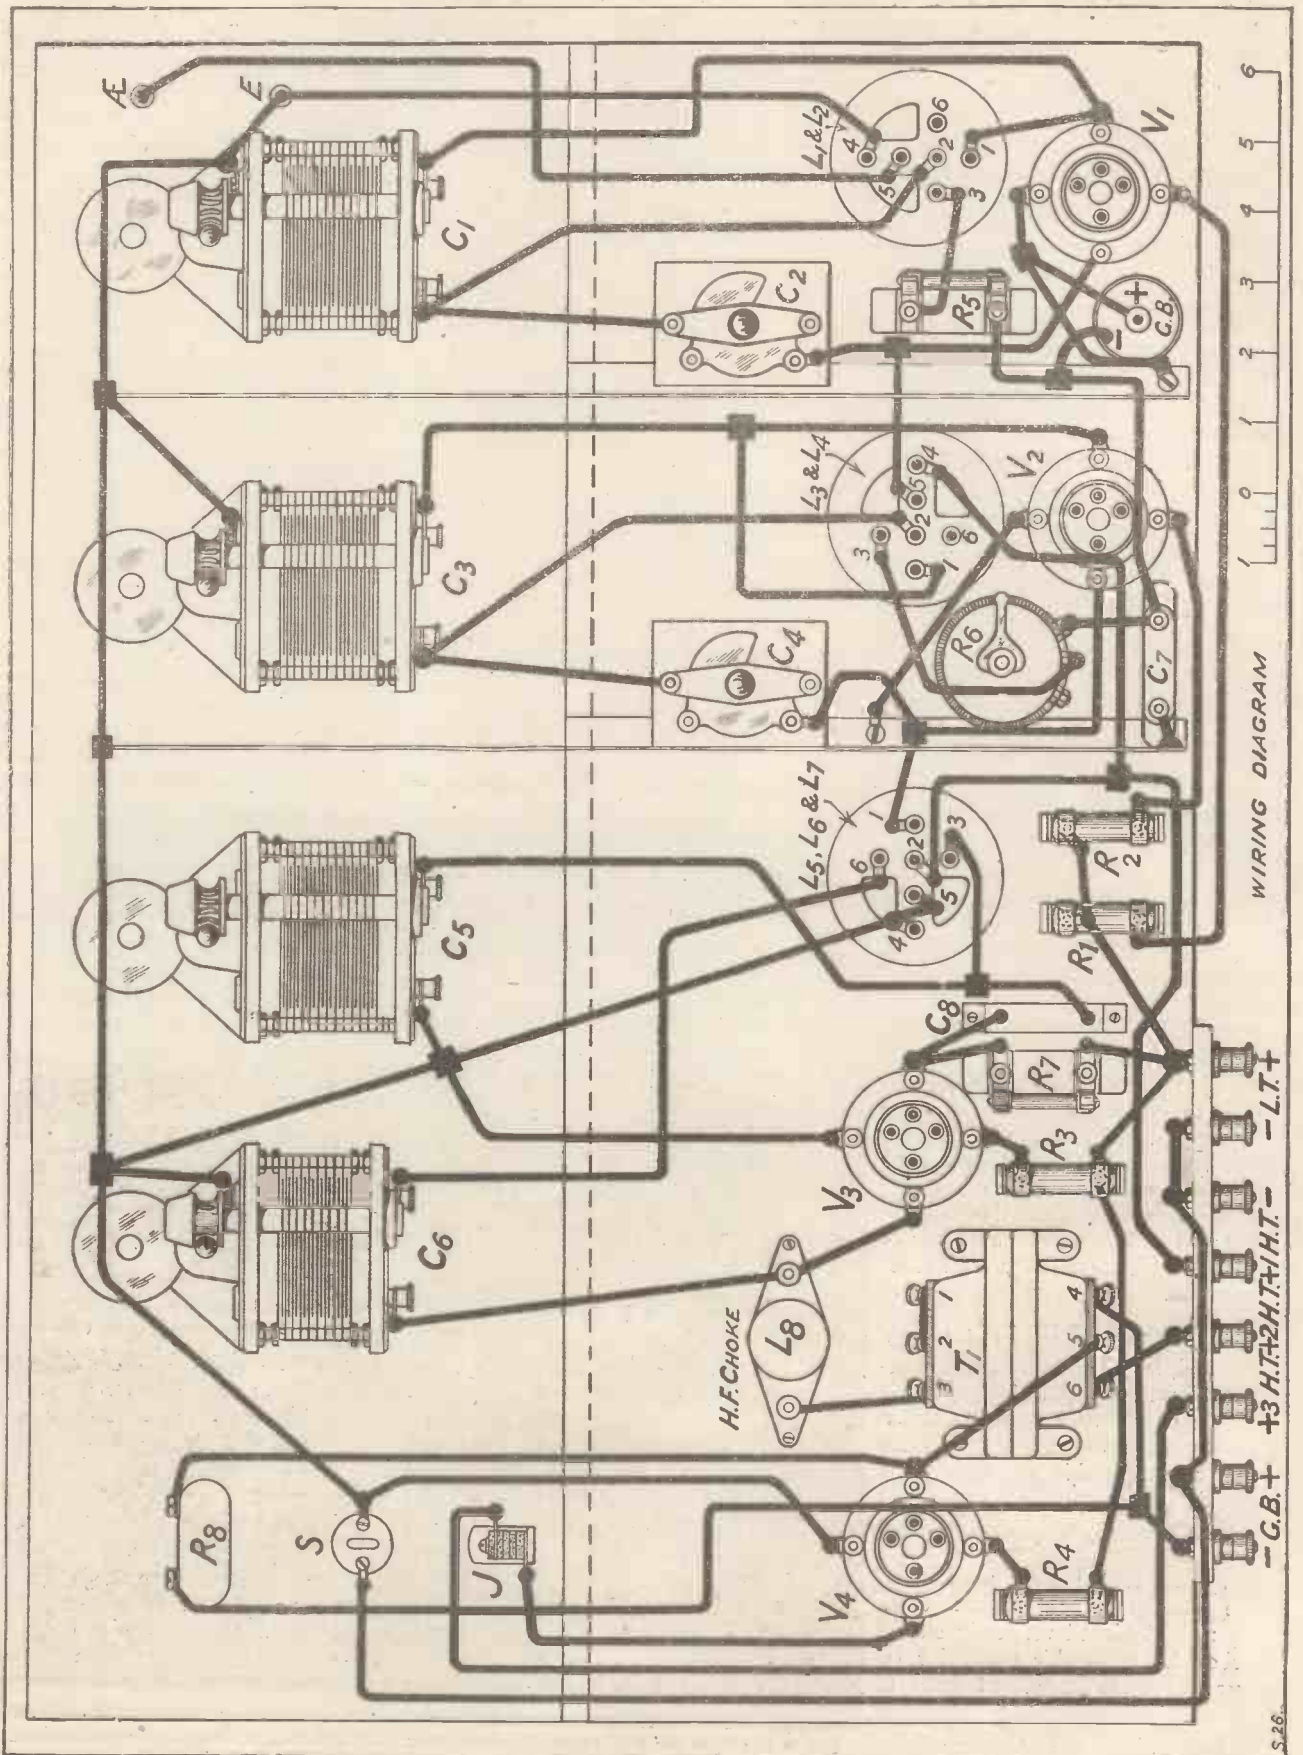 Æ
E
C1
L1 & L2
4
6
5
2
1
3
V1
C2
R5
+
-
G.B.
C3
L3 & L4
4
5
2
3
6
1
V2
C4
R6
C7
C5
L5, L6 & L7
1
2
3
6
5
4
R2
R1
C8
R7
C6
V3
R3
H.F. CHOKE
L8
T1
1
2
3
4
5
6
R8
S
J
V4
R4
- G.B. + +3 H.T.+2 H.T.+1 H.T.- - L.T. +
1 0 1 2 3 4 5 6
WIRING DIAGRAM
S.26.